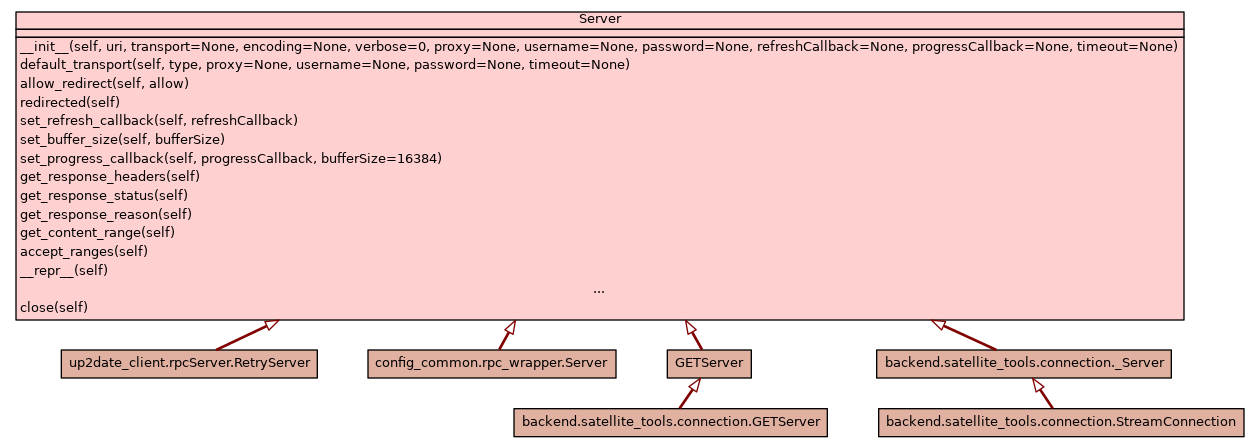 Server
__init__(self, uri, transport=None, encoding=None, verbose=0, proxy=None, username=None, password=None, refreshCallback=None, progressCallback=None, timeout=None)
default_transport(self, type, proxy=None, username=None, password=None, timeout=None)
allow_redirect(self, allow)
redirected(self)
set_refresh_callback(self, refreshCallback)
set_buffer_size(self, bufferSize)
set_progress_callback(self, progressCallback, bufferSize=16384)
get_response_headers(self)
get_response_status(self)
get_response_reason(self)
get_content_range(self)
accept_ranges(self)
__repr__(self)
...
close(self)
up2date_client.rpcServer.RetryServer
config_common.rpc_wrapper.Server
GETServer
backend.satellite_tools.connection._Server
backend.satellite_tools.connection.GETServer
backend.satellite_tools.connection.StreamConnection